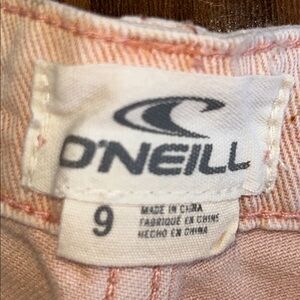 O'NEILL
9
MADE IN CHINA
FABRIQUÉ EN CHINE
HECHO EN CHINA